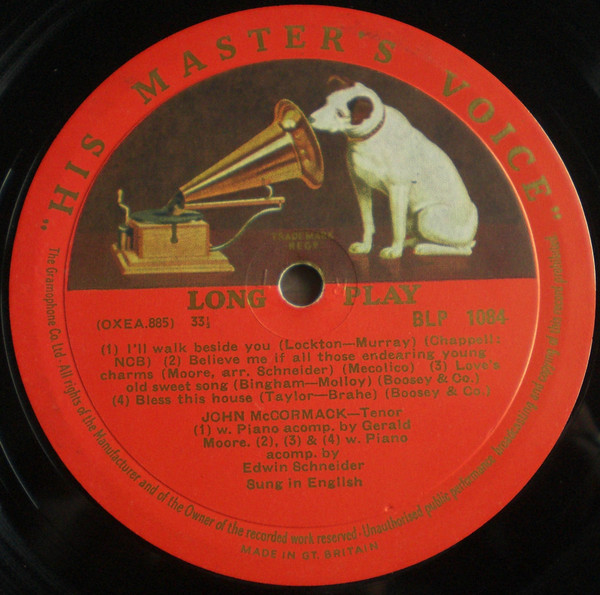 "HIS MASTER'S VOICE"
TRADEMARK
REGD
LONG PLAY
(OXEA.885) 33⅓ BLP 1084
(1) I'll walk beside you (Lockton—Murray) (Chappell:
NCB) (2) Believe me if all those endearing young
charms (Moore, arr. Schneider) (Mecolico) (3) Love's
old sweet song (Bingham—Molloy) (Boosey & Co.)
(4) Bless this house (Taylor—Brahe) (Boosey & Co.)
JOHN McCORMACK—Tenor
(1) w. Piano acomp. by Gerald
Moore. (2), (3) & (4) w. Piano
acomp. by
Edwin Schneider
Sung in English
The Gramophone Co Ltd · All rights of the Manufacturer and of the Owner of the recorded work reserved · Unauthorised public performance, broadcasting and copying of this record prohibited
MADE IN GT. BRITAIN